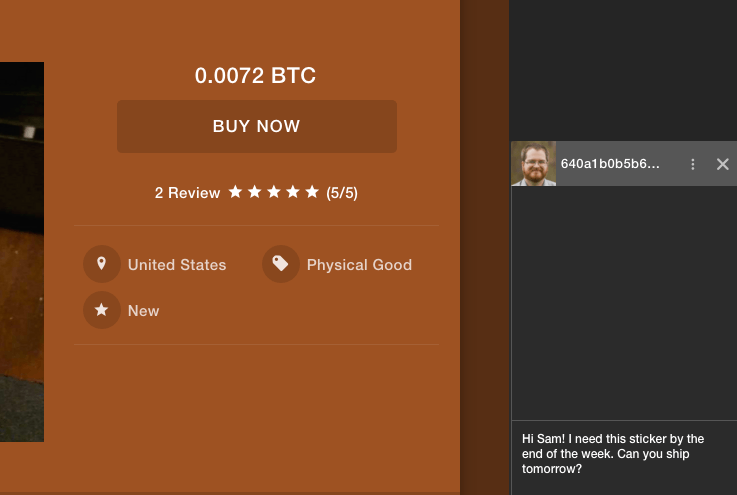 0.0072 BTC
BUY NOW
2 Review ★★★★★ (5/5)
United States
Physical Good
New
640a1b0b5b6...
Hi Sam! I need this sticker by the
end of the week. Can you ship
tomorrow?